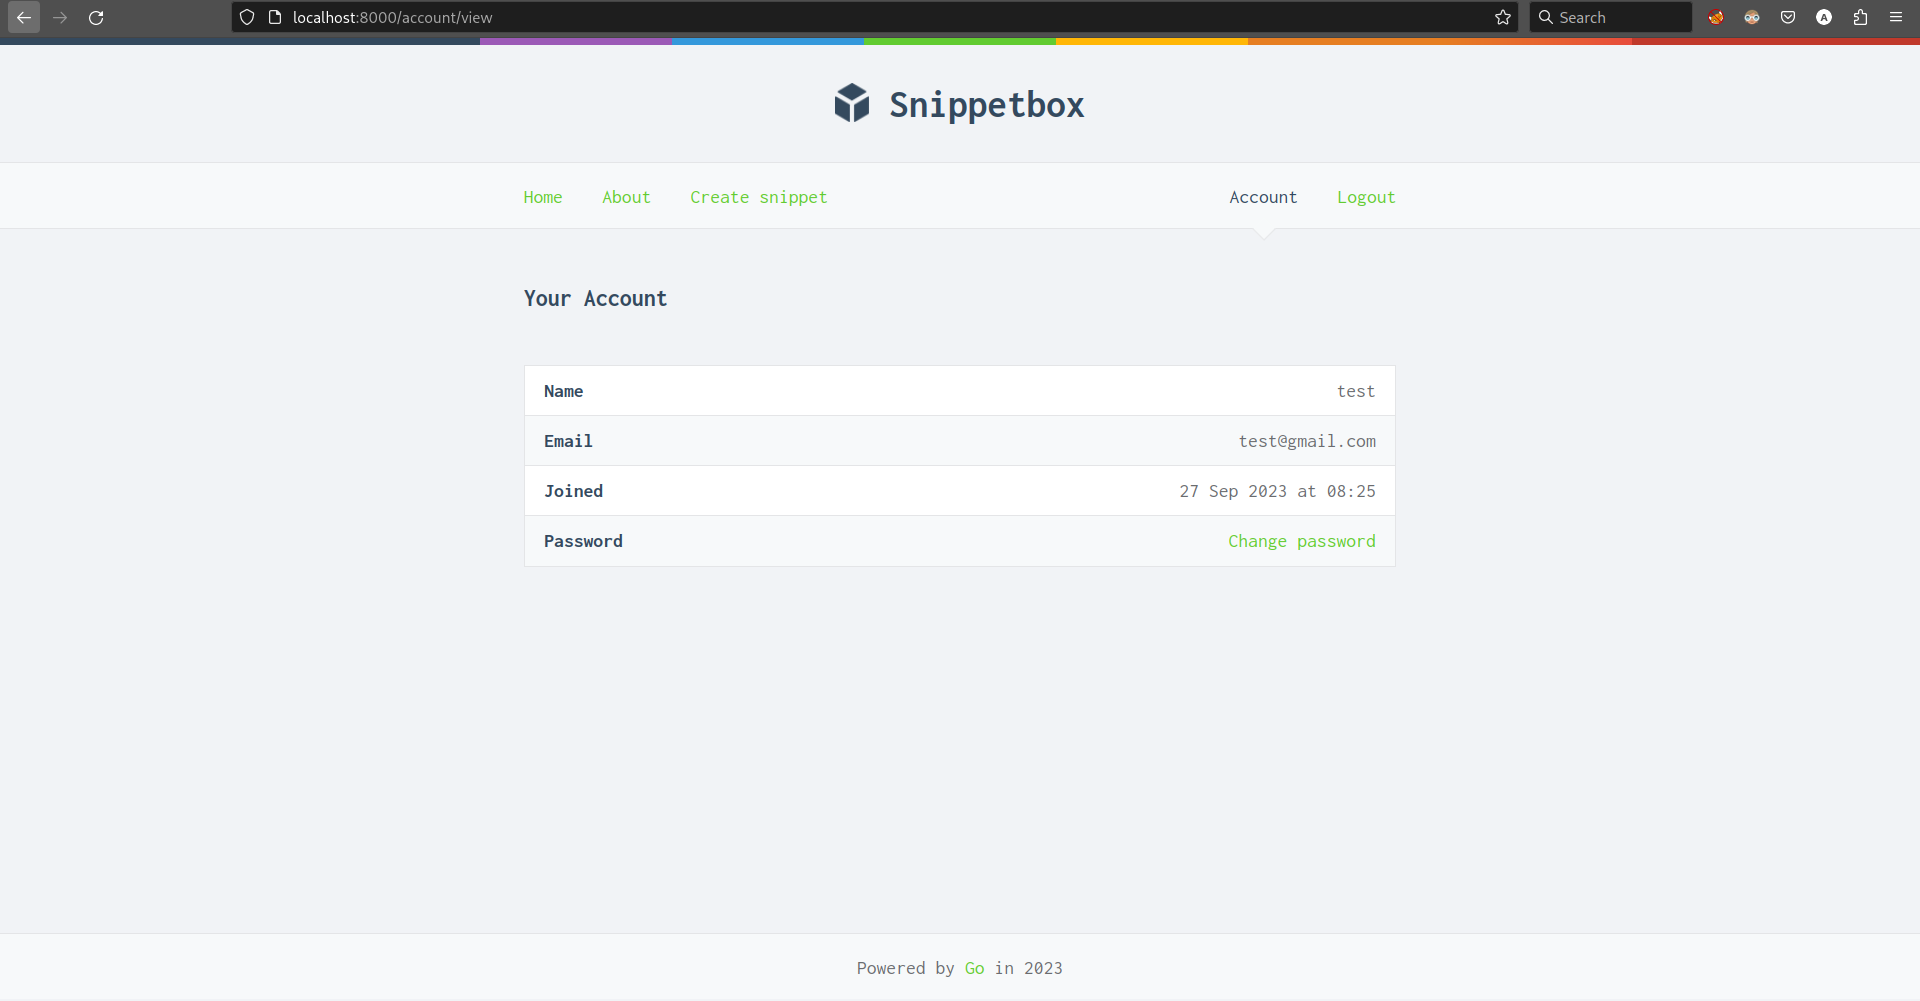 localhost:8000/account/view
Search
Snippetbox
Home About Create snippet Account Logout
Your Account
Name test
Email test@gmail.com
Joined 27 Sep 2023 at 08:25
Password Change password
Powered by Go in 2023